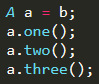 A a = b;
a.one();
a.two();
a.three();